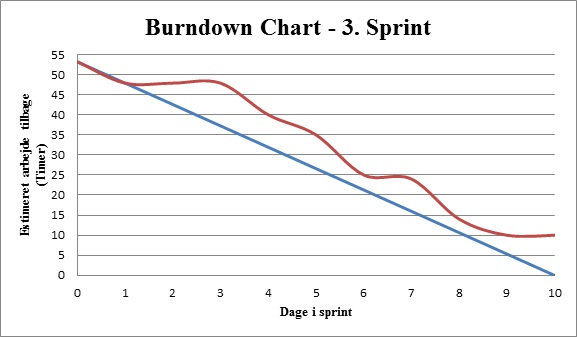 Burndown Chart - 3. Sprint
55
50
45
40
35
30
25
20
15
10
5
0
Estimeret arbejde tilbage
(Timer)
0 1 2 3 4 5 6 7 8 9 10
Dage i sprint